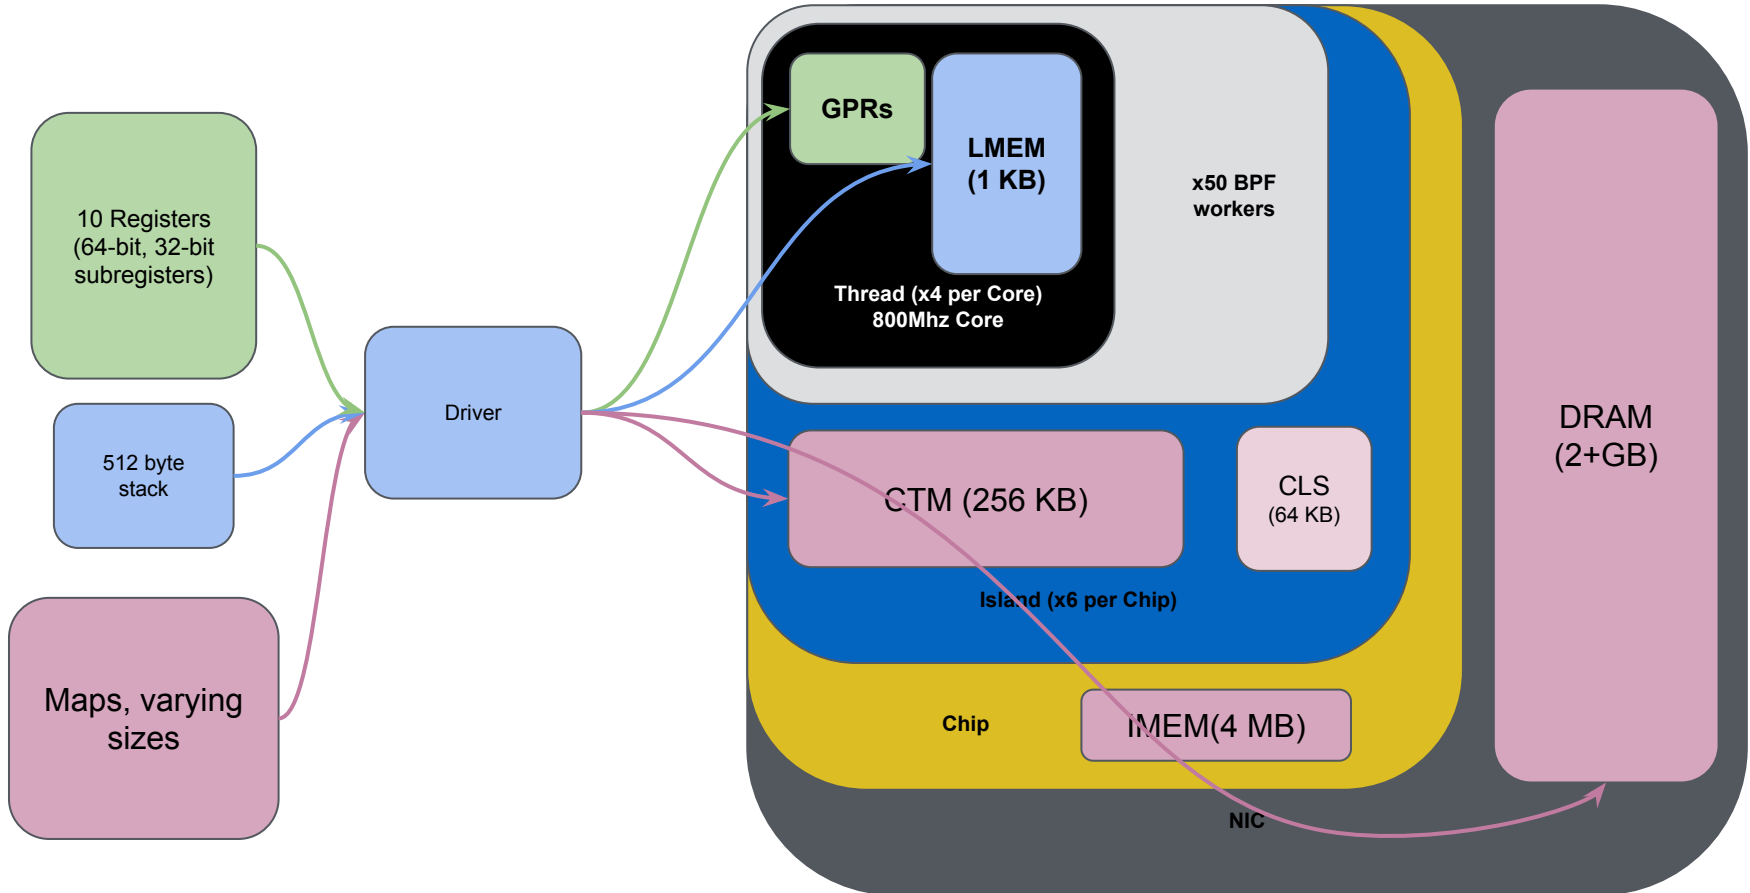 10 Registers
(64-bit, 32-bit
subregisters)
512 byte
stack
Maps, varying
sizes
Driver
GPRs
LMEM
(1 KB)
Thread (x4 per Core)
800Mhz Core
x50 BPF
workers
CTM (256 KB)
CLS
(64 KB)
Island (x6 per Chip)
Chip
IMEM(4 MB)
NIC
DRAM
(2+GB)